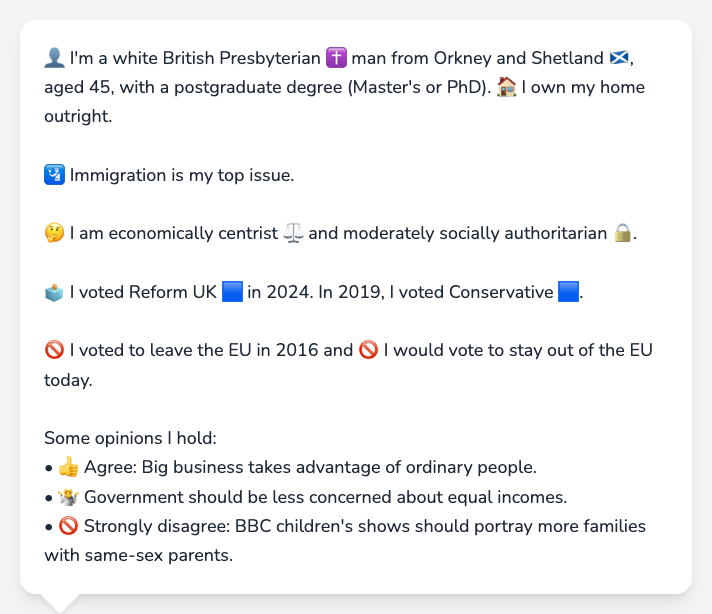 👤 I'm a white British Presbyterian ✝️ man from Orkney and Shetland 🏴󠁧󠁢󠁳󠁣󠁴󠁿,
aged 45, with a postgraduate degree (Master's or PhD). 🏠 I own my home
outright.
🛂 Immigration is my top issue.
🤔 I am economically centrist ⚖️ and moderately socially authoritarian 🔒.
🗳️ I voted Reform UK 🟦 in 2024. In 2019, I voted Conservative 🟦.
🚫 I voted to leave the EU in 2016 and 🚫 I would vote to stay out of the EU
today.
Some opinions I hold:
• 👍 Agree: Big business takes advantage of ordinary people.
• 🤷 Government should be less concerned about equal incomes.
• 🚫 Strongly disagree: BBC children's shows should portray more families
with same-sex parents.